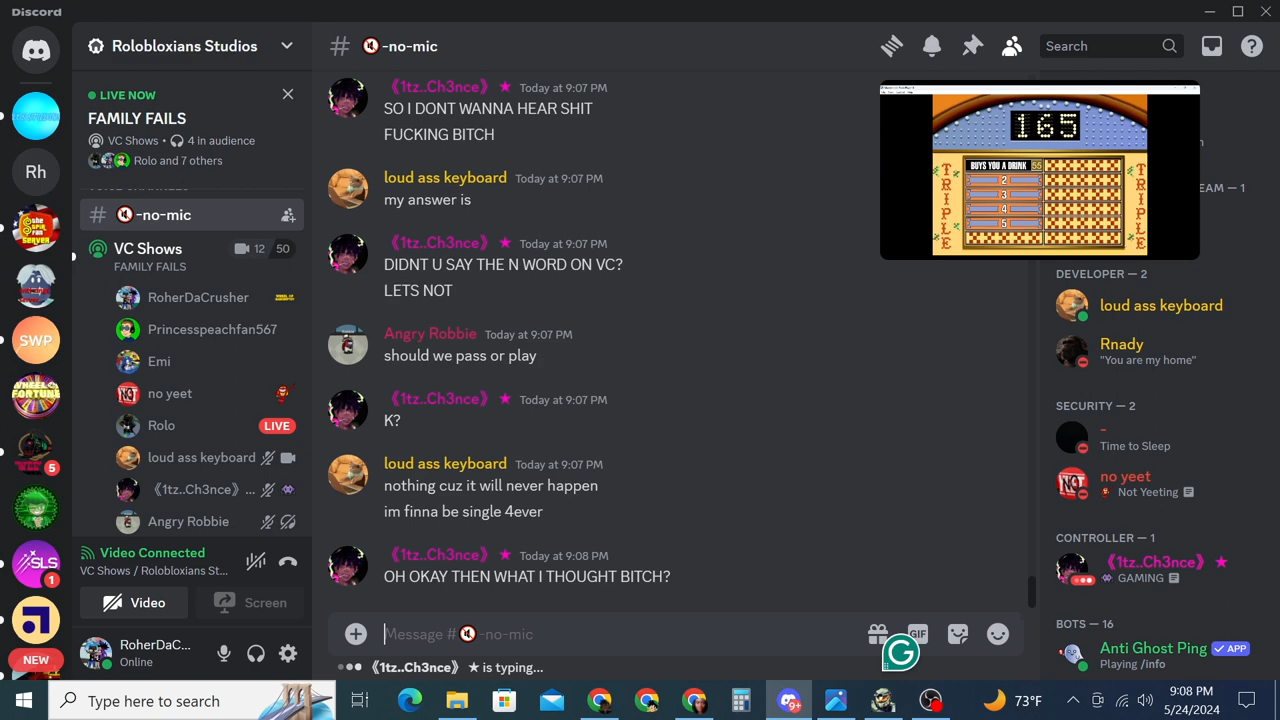 Discord
Rolobloxians Studios
-no-mic
Search
LIVE NOW
FAMILY FAILS
VC Shows • 4 in audience
Rolo and 7 others
Rh
-no-mic
VC Shows
12
50
FAMILY FAILS
RoherDaCrusher
Princesspeachfan567
Emi
no yeet
Rolo
LIVE
loud ass keyboard
《1tz..Ch3nce》 ...
Angry Robbie
SWP
5
SLS
1
NEW
Video Connected
VC Shows / Rolobloxians St...
Video
Screen
RoherDaC...
Online
《1tz..Ch3nce》 ★ Today at 9:07 PM
SO I DONT WANNA HEAR SHIT
FUCKING BITCH
loud ass keyboard Today at 9:07 PM
my answer is
《1tz..Ch3nce》 ★ Today at 9:07 PM
DIDNT U SAY THE N WORD ON VC?
LETS NOT
Angry Robbie Today at 9:07 PM
should we pass or play
《1tz..Ch3nce》 ★ Today at 9:07 PM
K?
loud ass keyboard Today at 9:07 PM
nothing cuz it will never happen
im finna be single 4ever
《1tz..Ch3nce》 ★ Today at 9:08 PM
OH OKAY THEN WHAT I THOUGHT BITCH?
Message # -no-mic
GIF
《1tz..Ch3nce》 ★ is typing...
165
BUYS YOU A DRINK 55
2
3
4
5
TRIPLE
TRIPLE
EAM — 1
DEVELOPER — 2
loud ass keyboard
Rnady
"You are my home"
SECURITY — 2
-
Time to Sleep
no yeet
Not Yeeting
CONTROLLER — 1
《1tz..Ch3nce》 ★
GAMING
BOTS — 16
Anti Ghost Ping ✓ APP
Playing /info
Type here to search
9+
73°F
9:08 PM
5/24/2024